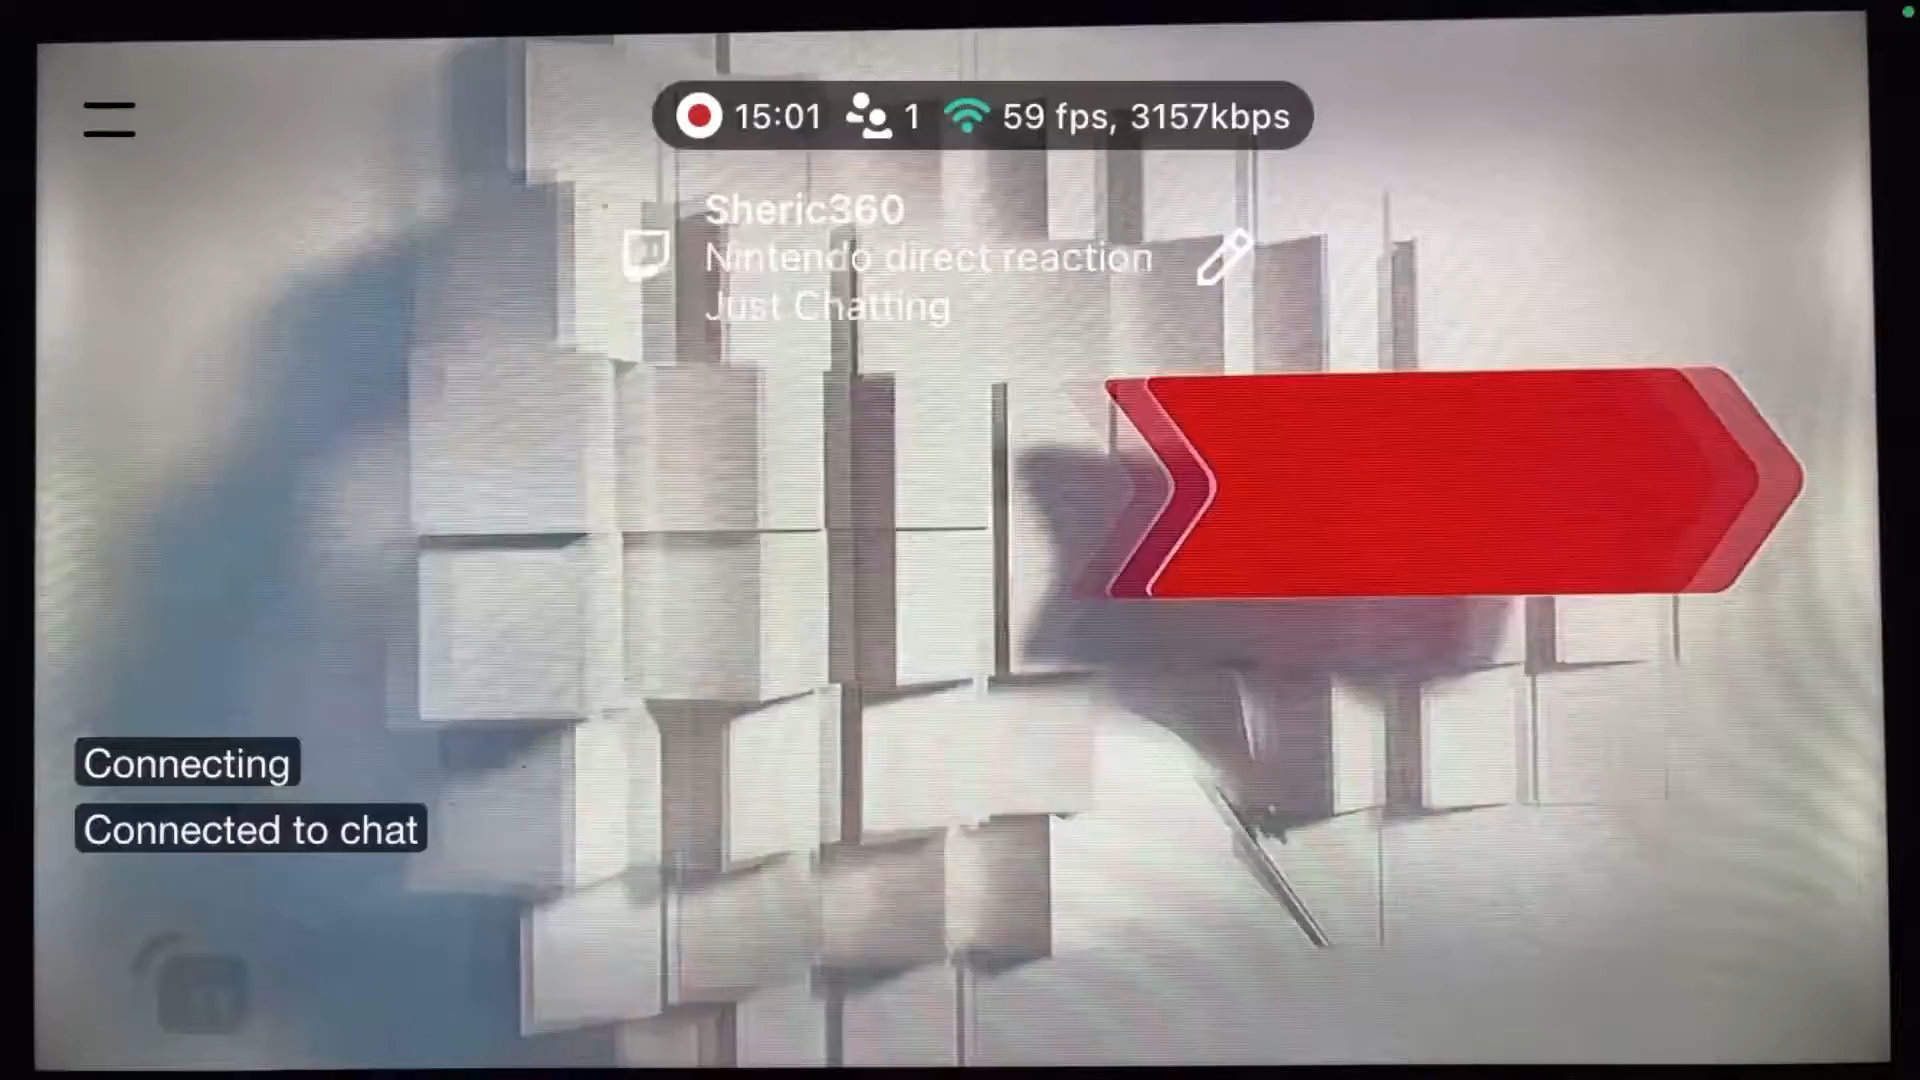 15:01 1 59 fps, 3157kbps
Sheric360
Nintendo direct reaction
Just Chatting
Connecting
Connected to chat